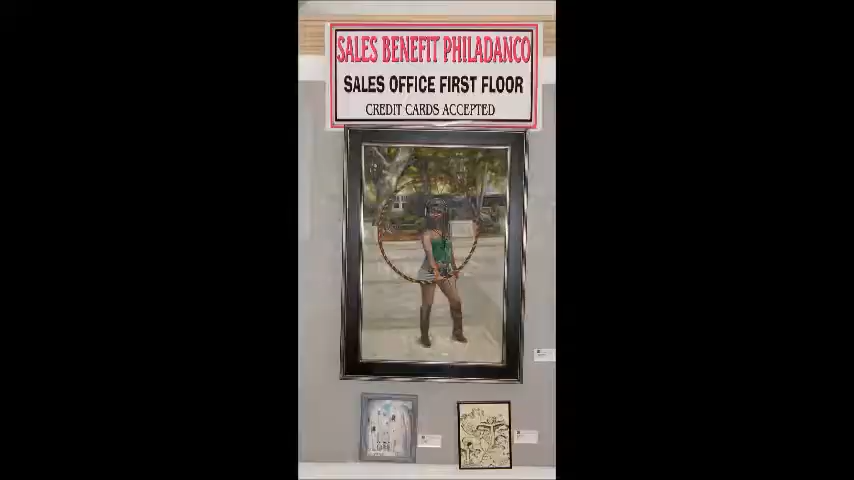 SALES BENEFIT PHILADANCO
SALES OFFICE FIRST FLOOR
CREDIT CARDS ACCEPTED